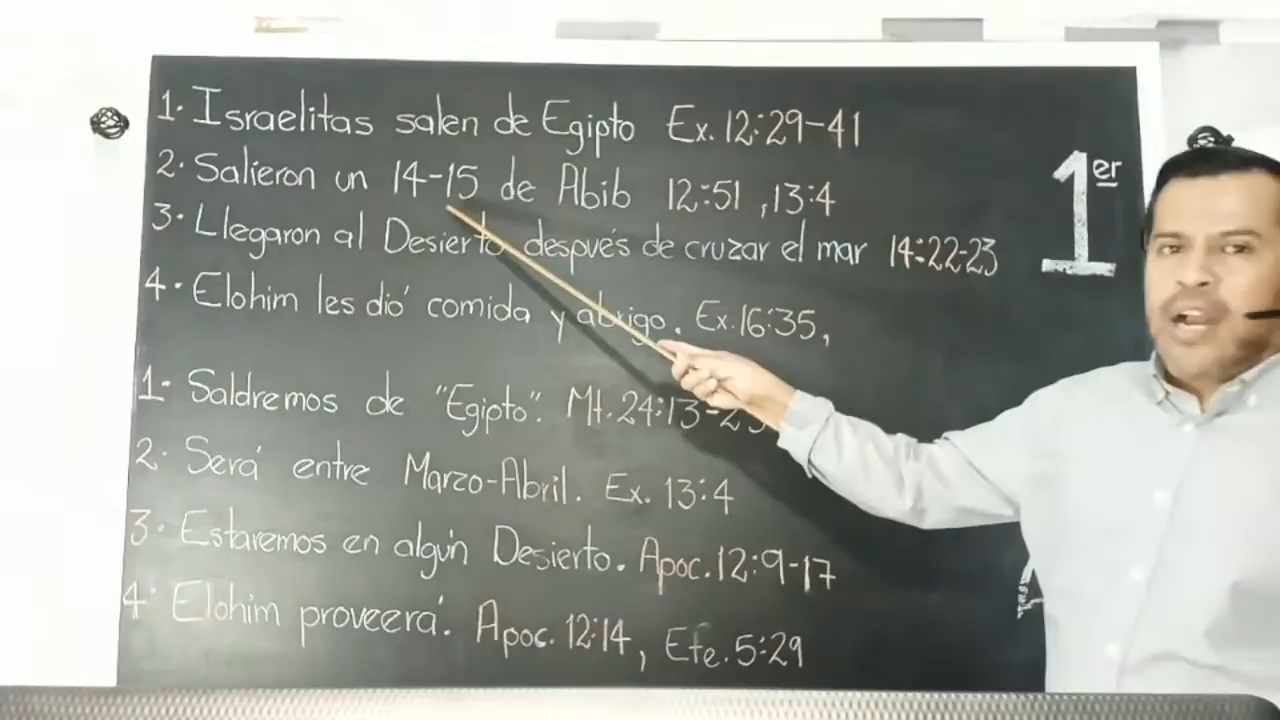 1. Israelitas salen de Egipto Ex. 12:29-41
2. Salieron un 14-15 de Abib 12:51 ,13:4
3. Llegaron al Desierto después de cruzar el mar 14:22-23
4. Elohim les dió comida y abrigo. Ex. 16:35,
1- Saldremos de "Egipto". Mt. 24:13-
2. Será entre Marzo-Abril. Ex. 13:4
3. Estaremos en algún Desierto. Apoc. 12:9-17
4. Elohim proveerá. Apoc. 12:14, Efe. 5:29
1er